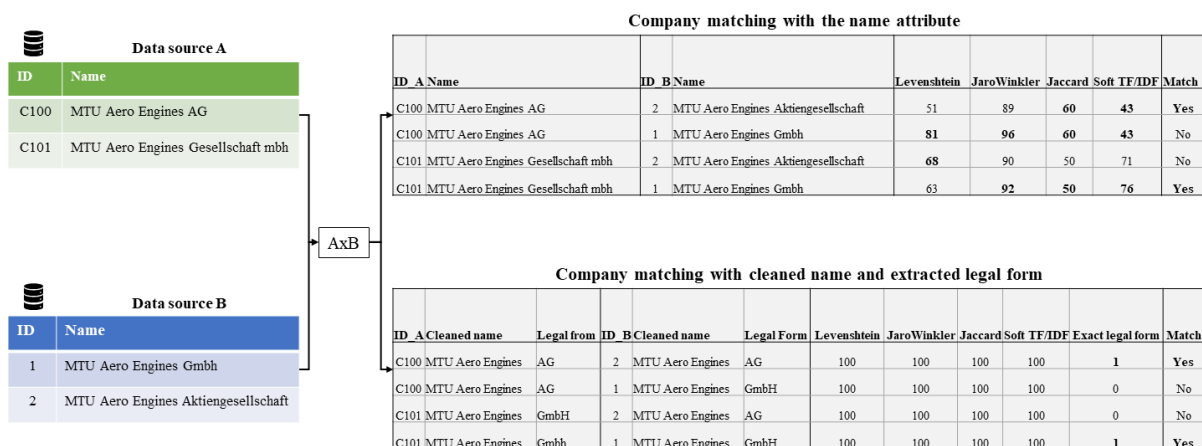 Company matching with the name attribute
Data source A
ID Name
C100 MTU Aero Engines AG
C101 MTU Aero Engines Gesellschaft mbh
ID_A Name ID_B Name Levenshtein JaroWinkler Jaccard Soft TF/IDF Match
C100 MTU Aero Engines AG 2 MTU Aero Engines Aktiengesellschaft 51 89 60 43 Yes
C100 MTU Aero Engines AG 1 MTU Aero Engines Gmbh 81 96 60 43 No
C101 MTU Aero Engines Gesellschaft mbh 2 MTU Aero Engines Aktiengesellschaft 68 90 50 71 No
C101 MTU Aero Engines Gesellschaft mbh 1 MTU Aero Engines Gmbh 63 92 50 76 Yes
AxB
Data source B
ID Name
1 MTU Aero Engines Gmbh
2 MTU Aero Engines Aktiengesellschaft
Company matching with cleaned name and extracted legal form
ID_A Cleaned name Legal from ID_B Cleaned name Legal Form Levenshtein JaroWinkler Jaccard Soft TF/IDF Exact legal form Match
C100 MTU Aero Engines AG 2 MTU Aero Engines AG 100 100 100 100 1 Yes
C100 MTU Aero Engines AG 1 MTU Aero Engines GmbH 100 100 100 100 0 No
C101 MTU Aero Engines GmbH 2 MTU Aero Engines AG 100 100 100 100 0 No
C101 MTU Aero Engines Gmbh 1 MTU Aero Engines GmbH 100 100 100 100 1 Yes